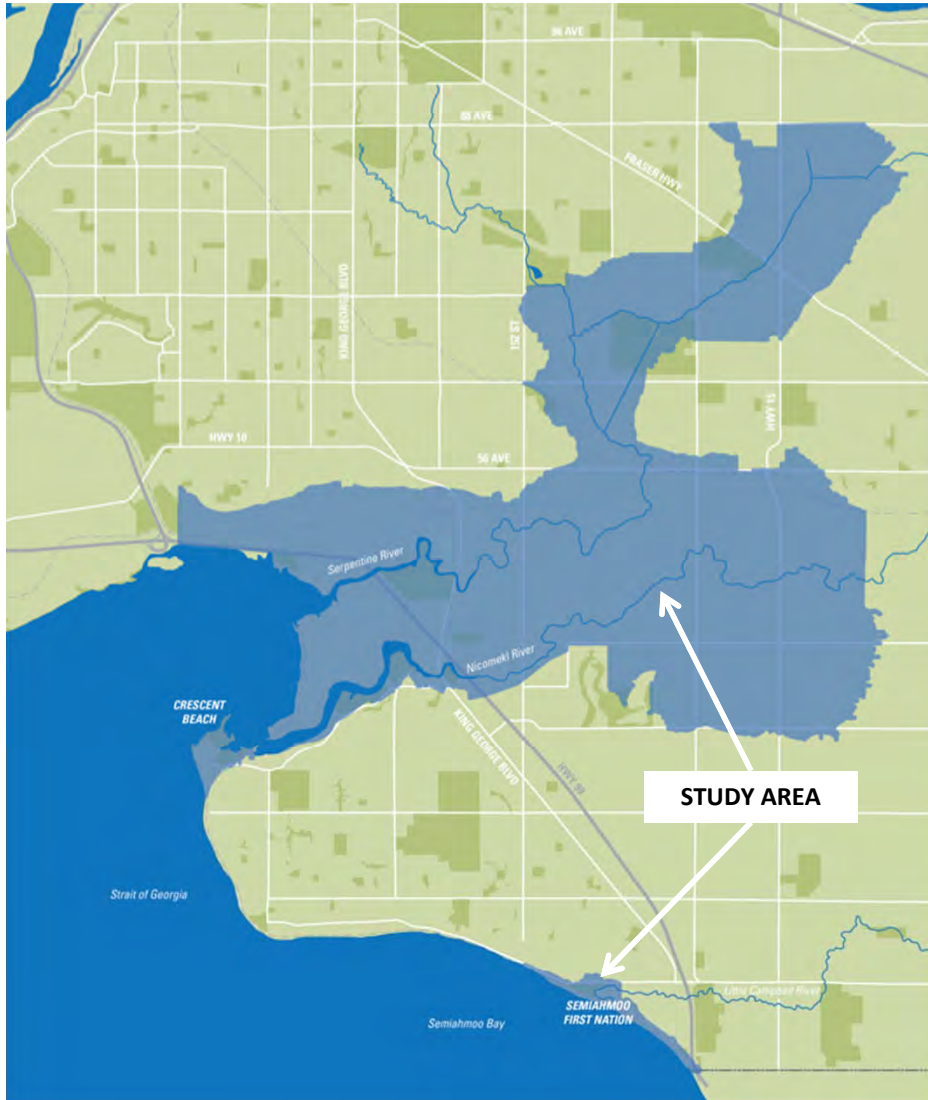 96 AVE
88 AVE
FRASER HWY
KING GEORGE BLVD
152 ST
HWY 15
HWY 10
56 AVE
Serpentine River
Nicomekl River
CRESCENT
BEACH
KING GEORGE BLVD
HWY 99
STUDY AREA
Strait of Georgia
Little Campbell River
SEMIAHMOO
FIRST NATION
Semiahmoo Bay